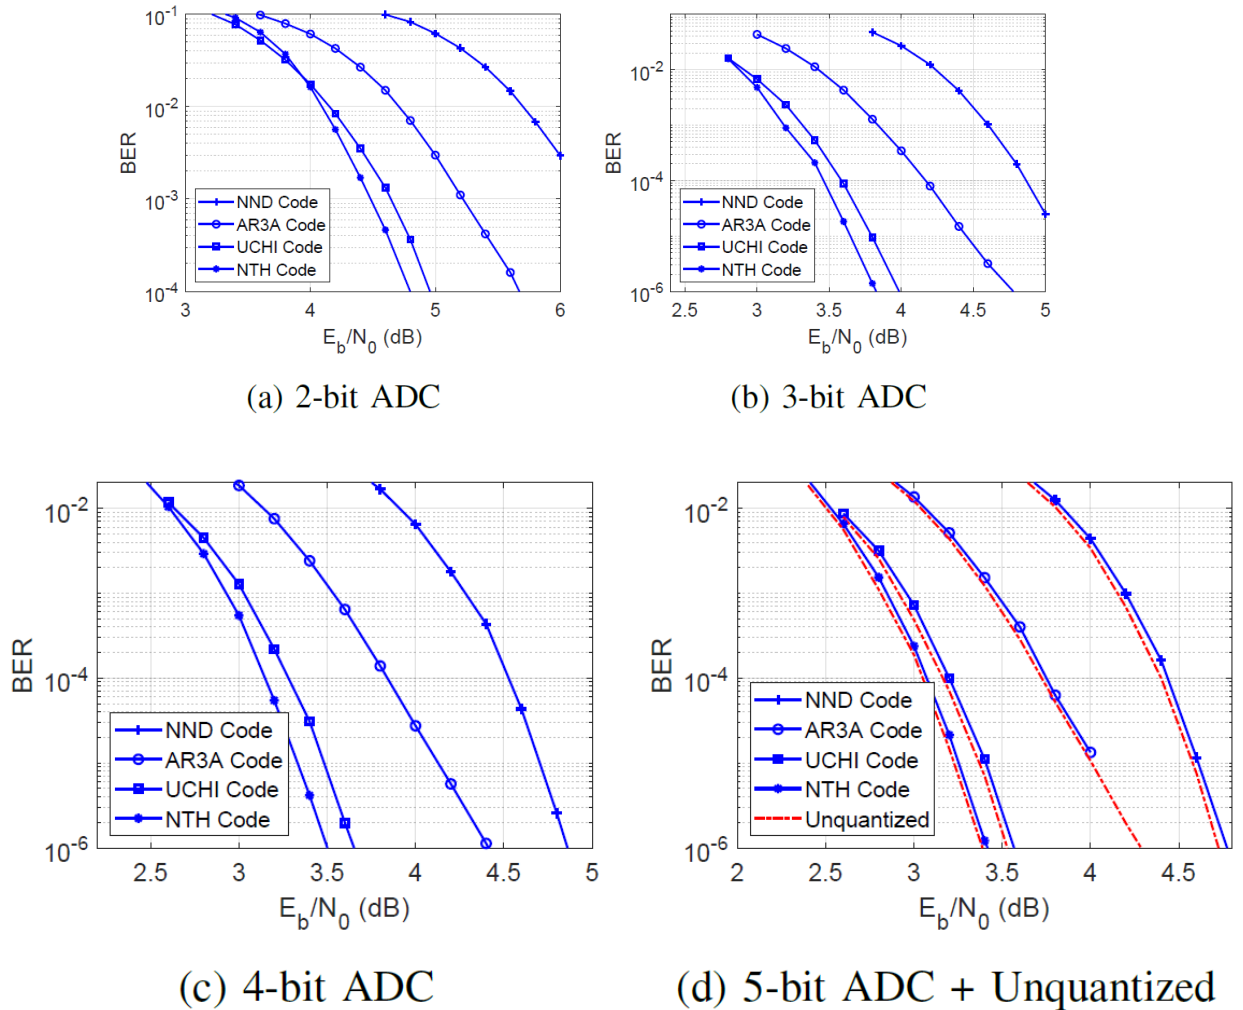 10^-1
10^-2
10^-3
10^-4
BER
NND Code
AR3A Code
UCHI Code
NTH Code
3 4 5 6
E_b/N_0 (dB)
(a) 2-bit ADC
10^-2
10^-4
10^-6
BER
NND Code
AR3A Code
UCHI Code
NTH Code
2.5 3 3.5 4 4.5 5
E_b/N_0 (dB)
(b) 3-bit ADC
10^-2
10^-4
10^-6
BER
NND Code
AR3A Code
UCHI Code
NTH Code
2.5 3 3.5 4 4.5 5
E_b/N_0 (dB)
(c) 4-bit ADC
10^-2
10^-4
10^-6
BER
NND Code
AR3A Code
UCHI Code
NTH Code
Unquantized
2 2.5 3 3.5 4 4.5
E_b/N_0 (dB)
(d) 5-bit ADC + Unquantized